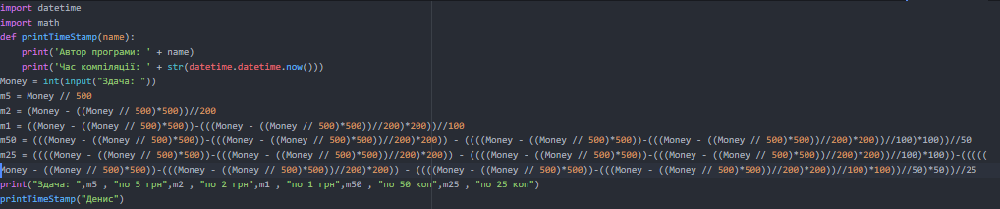 import datetime
import math
def printTimeStamp(name):
    print('Автор програми: ' + name)
    print('Час компіляції: ' + str(datetime.datetime.now()))
Money = int(input("Здача: "))
m5 = Money // 500
m2 = (Money - ((Money // 500)*500))//200
m1 = ((Money - ((Money // 500)*500))-(((Money - ((Money // 500)*500))//200)*200))//100
m50 = (((Money - ((Money // 500)*500))-(((Money - ((Money // 500)*500))//200)*200)) - ((((Money - ((Money // 500)*500))-(((Money - ((Money // 500)*500))//200)*200))//100)*100))//50
m25 = ((((Money - ((Money // 500)*500))-(((Money - ((Money // 500)*500))//200)*200)) - ((((Money - ((Money // 500)*500))-(((Money - ((Money // 500)*500))//200)*200))//100)*100))-(((((
Money - ((Money // 500)*500))-(((Money - ((Money // 500)*500))//200)*200)) - ((((Money - ((Money // 500)*500))-(((Money - ((Money // 500)*500))//200)*200))//100)*100))//50)*50))//25
print("Здача: ",m5 , "по 5 грн",m2 , "по 2 грн",m1 , "по 1 грн",m50 , "по 50 коп",m25 , "по 25 коп")
printTimeStamp("Денис")